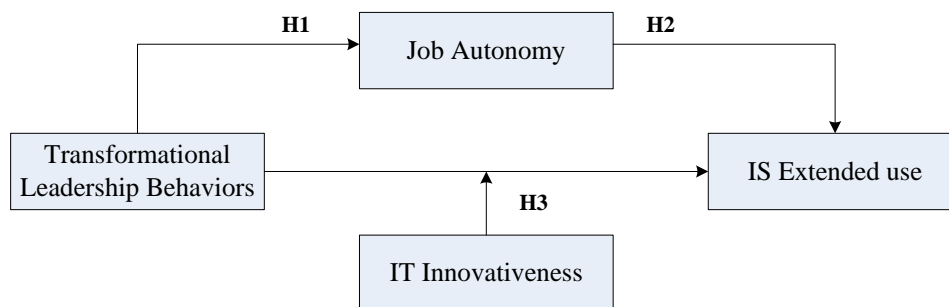 H1
Job Autonomy
H2
Transformational
Leadership Behaviors
IS Extended use
H3
IT Innovativeness